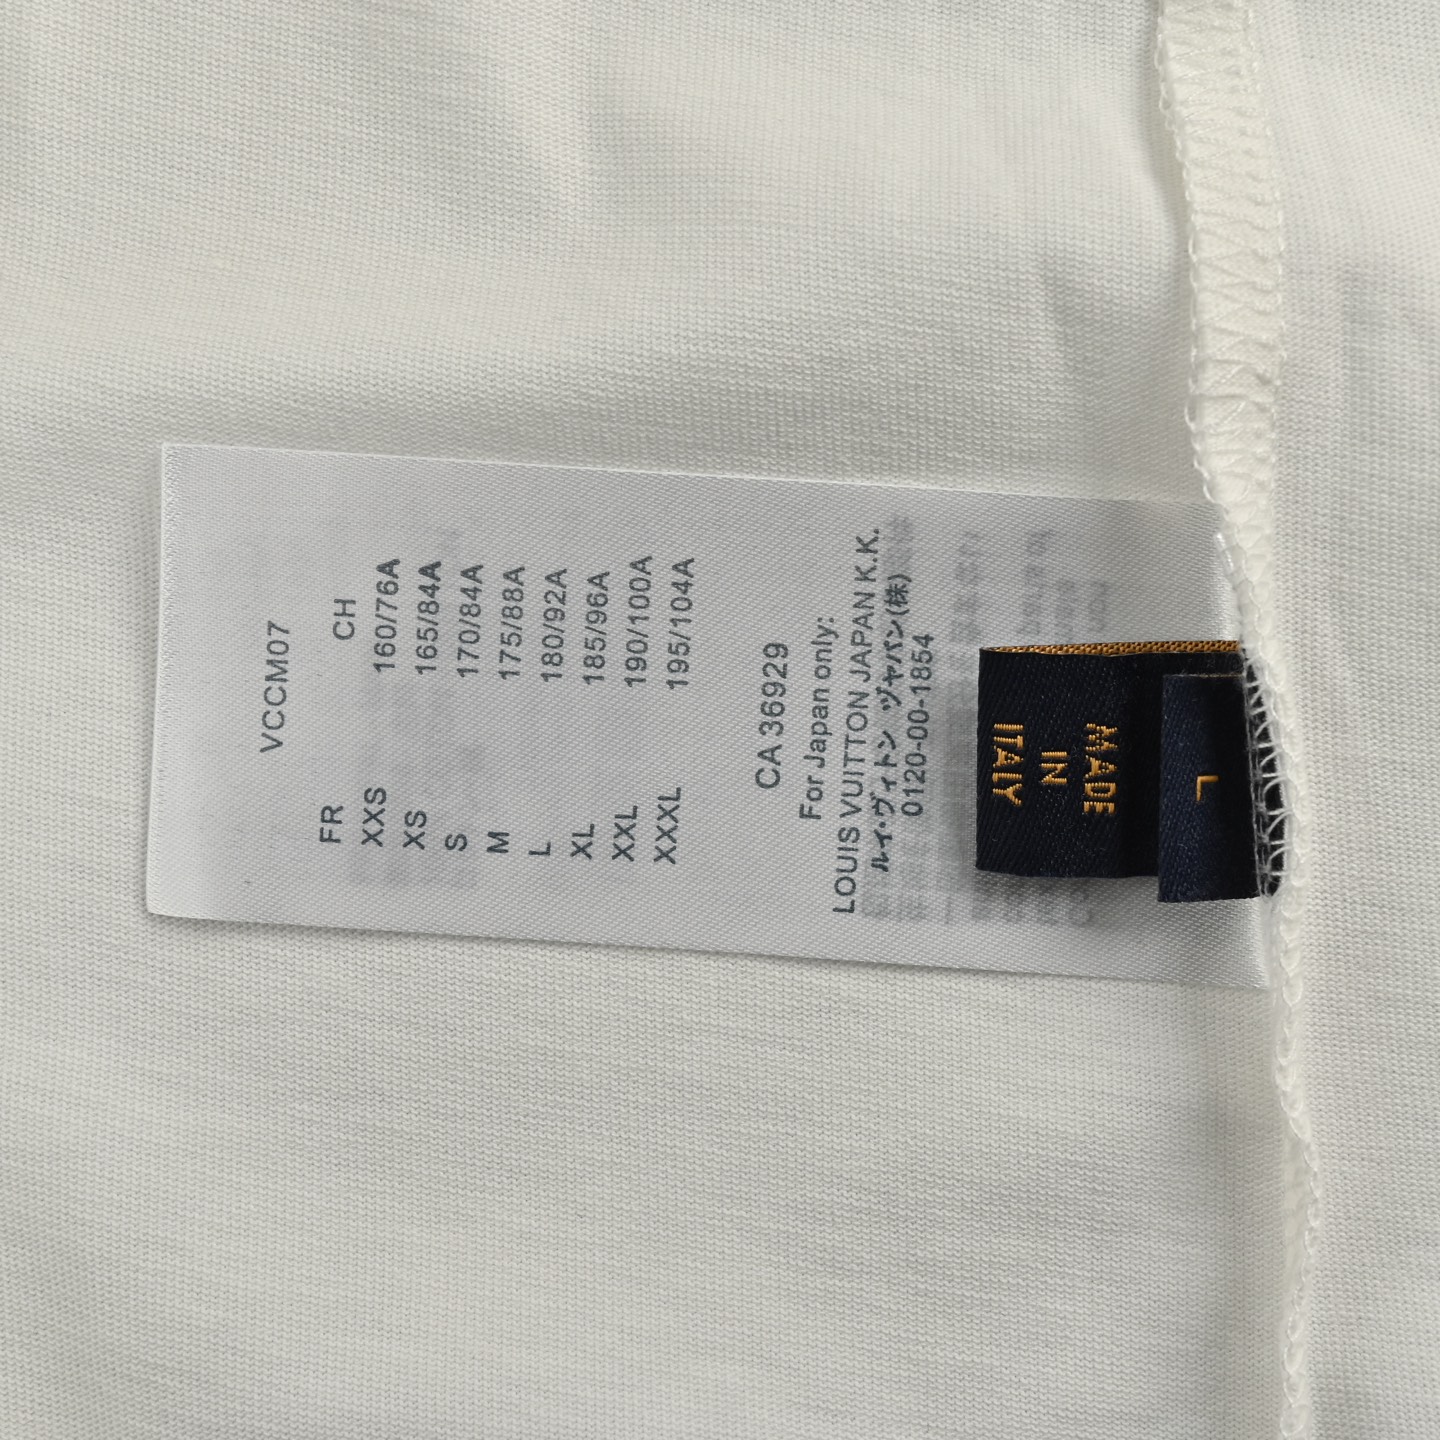 VCCM07
FR CH
XXS 160/76A
XS 165/84A
S 170/84A
M 175/88A
L 180/92A
XL 185/96A
XXL 190/100A
XXXL 195/104A
CA 36929
For Japan only:
LOUIS VUITTON JAPAN K.K.
ルイ・ヴィトン ヅャパン(株)
0120-00-1854
MADE
IN
ITALY
L